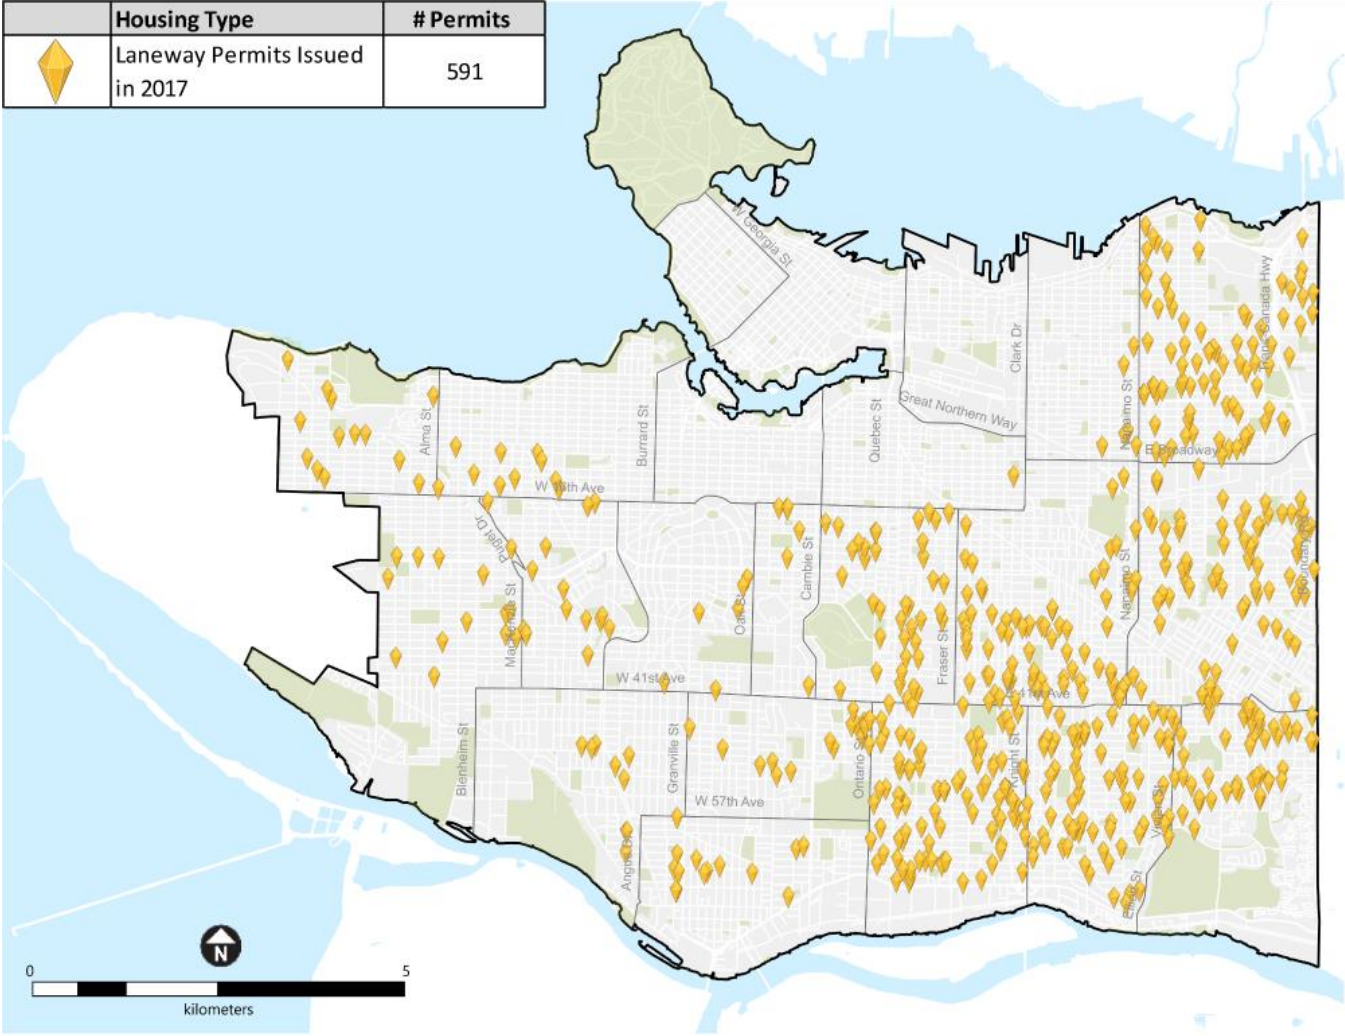 Housing Type # Permits
Laneway Permits Issued
in 2017
591
W Georgia St
Trans-Canada Hwy
Clark Dr
Alma St
Burrard St
Quebec St
Great Northern Way
Nanaimo St
E Broadway
W 16th Ave
Puget Dr
Cambie St
Nanaimo St
Boundary Rd
Mackenzie St
Oak St
Fraser St
W 41st Ave
E 41st Ave
Blenheim St
Granville St
Ontario St
Knight St
W 57th Ave
Victoria St
Angus Dr
Elliott St
N
0 5
kilometers